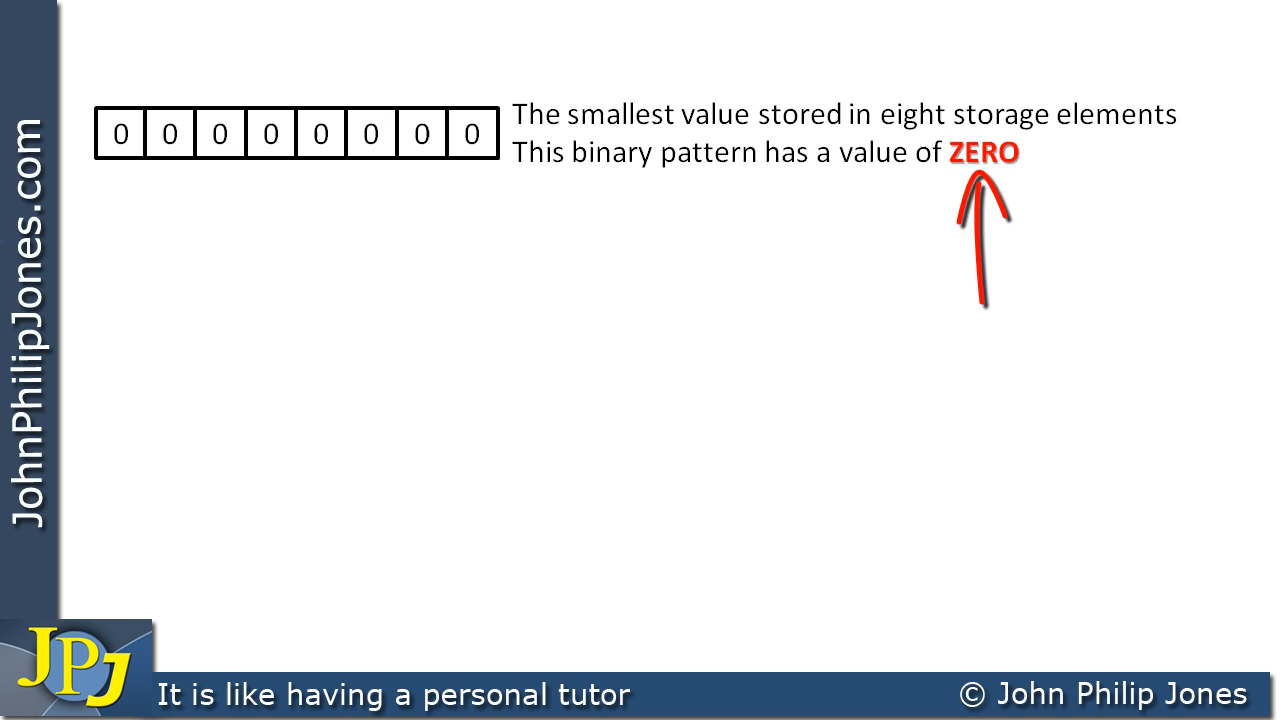 0 0 0 0 0 0 0 0
The smallest value stored in eight storage elements
This binary pattern has a value of ZERO
JohnPhilipJones.com
JPJ
It is like having a personal tutor
© John Philip Jones